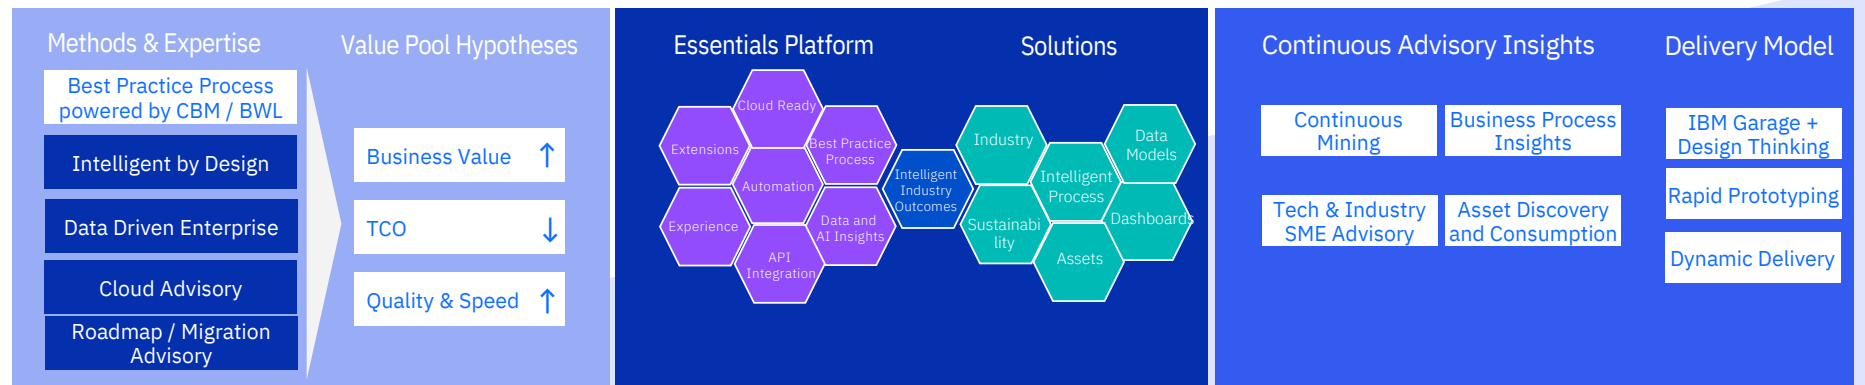 Methods & Expertise
Best Practice Process
powered by CBM / BWL
Intelligent by Design
Data Driven Enterprise
Cloud Advisory
Roadmap / Migration
Advisory
Value Pool Hypotheses
Business Value ↑
TCO ↓
Quality & Speed ↑
Essentials Platform
Cloud Ready
Extensions
Best Practice
Process
Automation
Experience
Data and
AI Insights
API
Integration
Intelligent
Industry
Outcomes
Solutions
Industry
Data
Models
Intelligent
Process
Sustainabi
lity
Dashboards
Assets
Continuous Advisory Insights
Continuous
Mining
Business Process
Insights
Tech & Industry
SME Advisory
Asset Discovery
and Consumption
Delivery Model
IBM Garage +
Design Thinking
Rapid Prototyping
Dynamic Delivery